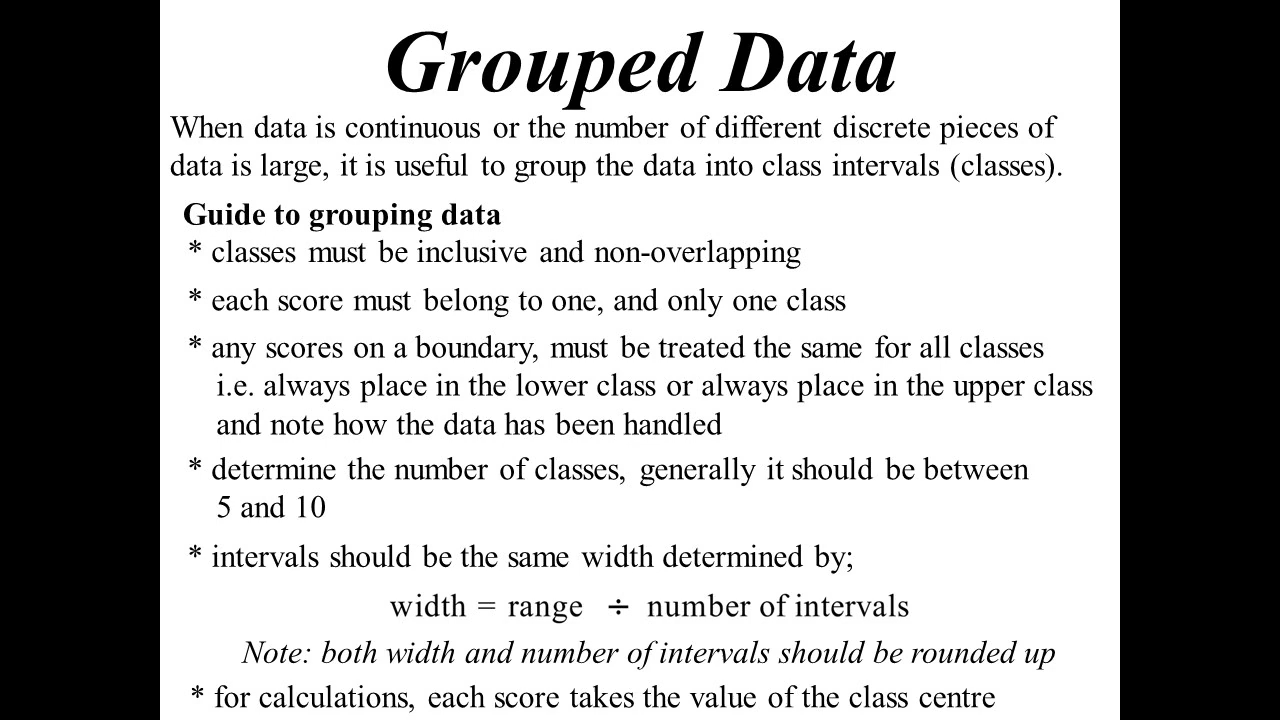 Grouped Data
When data is continuous or the number of different discrete pieces of
data is large, it is useful to group the data into class intervals (classes).
Guide to grouping data
* classes must be inclusive and non-overlapping
* each score must belong to one, and only one class
* any scores on a boundary, must be treated the same for all classes
i.e. always place in the lower class or always place in the upper class
and note how the data has been handled
* determine the number of classes, generally it should be between
5 and 10
* intervals should be the same width determined by;
width = range ÷ number of intervals
Note: both width and number of intervals should be rounded up
* for calculations, each score takes the value of the class centre